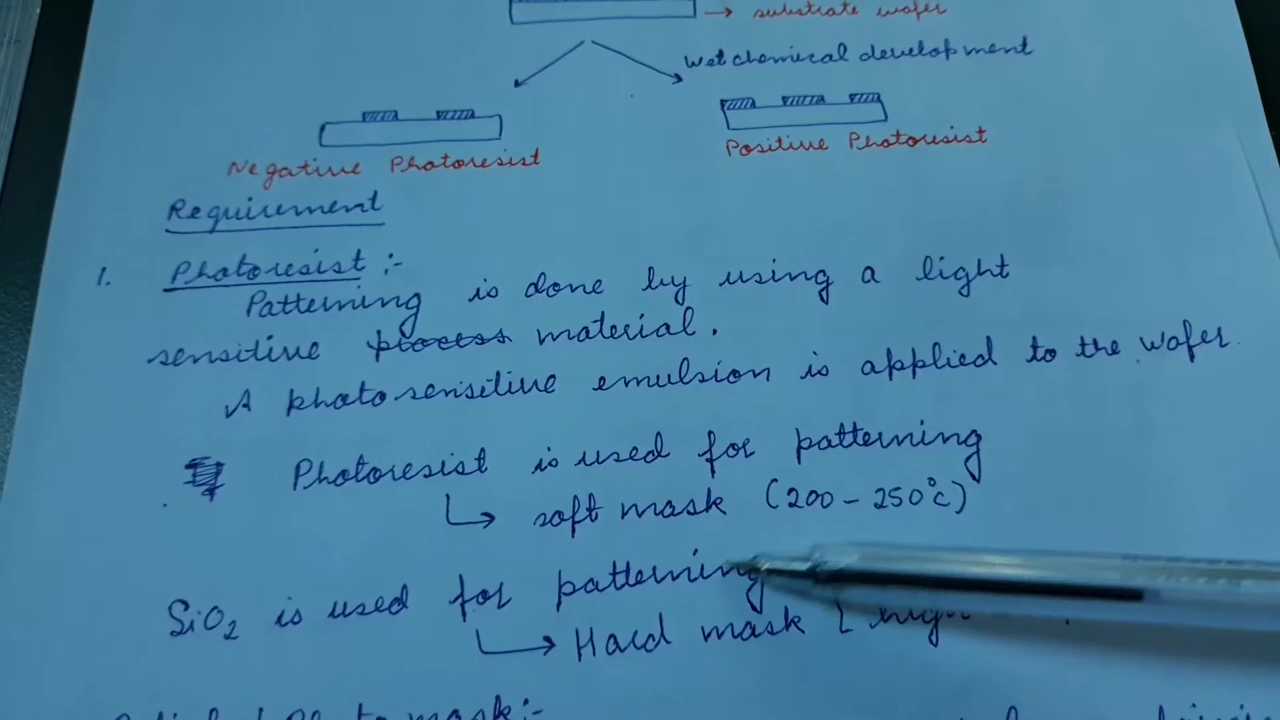 → substrate wafer
Wet chemical development
Negative Photoresist
Positive Photoresist
Requirement
1. Photoresist :-
Patterning is done by using a light
sensitive process material.
A photosensitive emulsion is applied to the wafer.
Photoresist is used for patterning
↳ soft mask (200 - 250°C)
SiO2 is used for patterning
↳ Hard mask [ high
mask:-